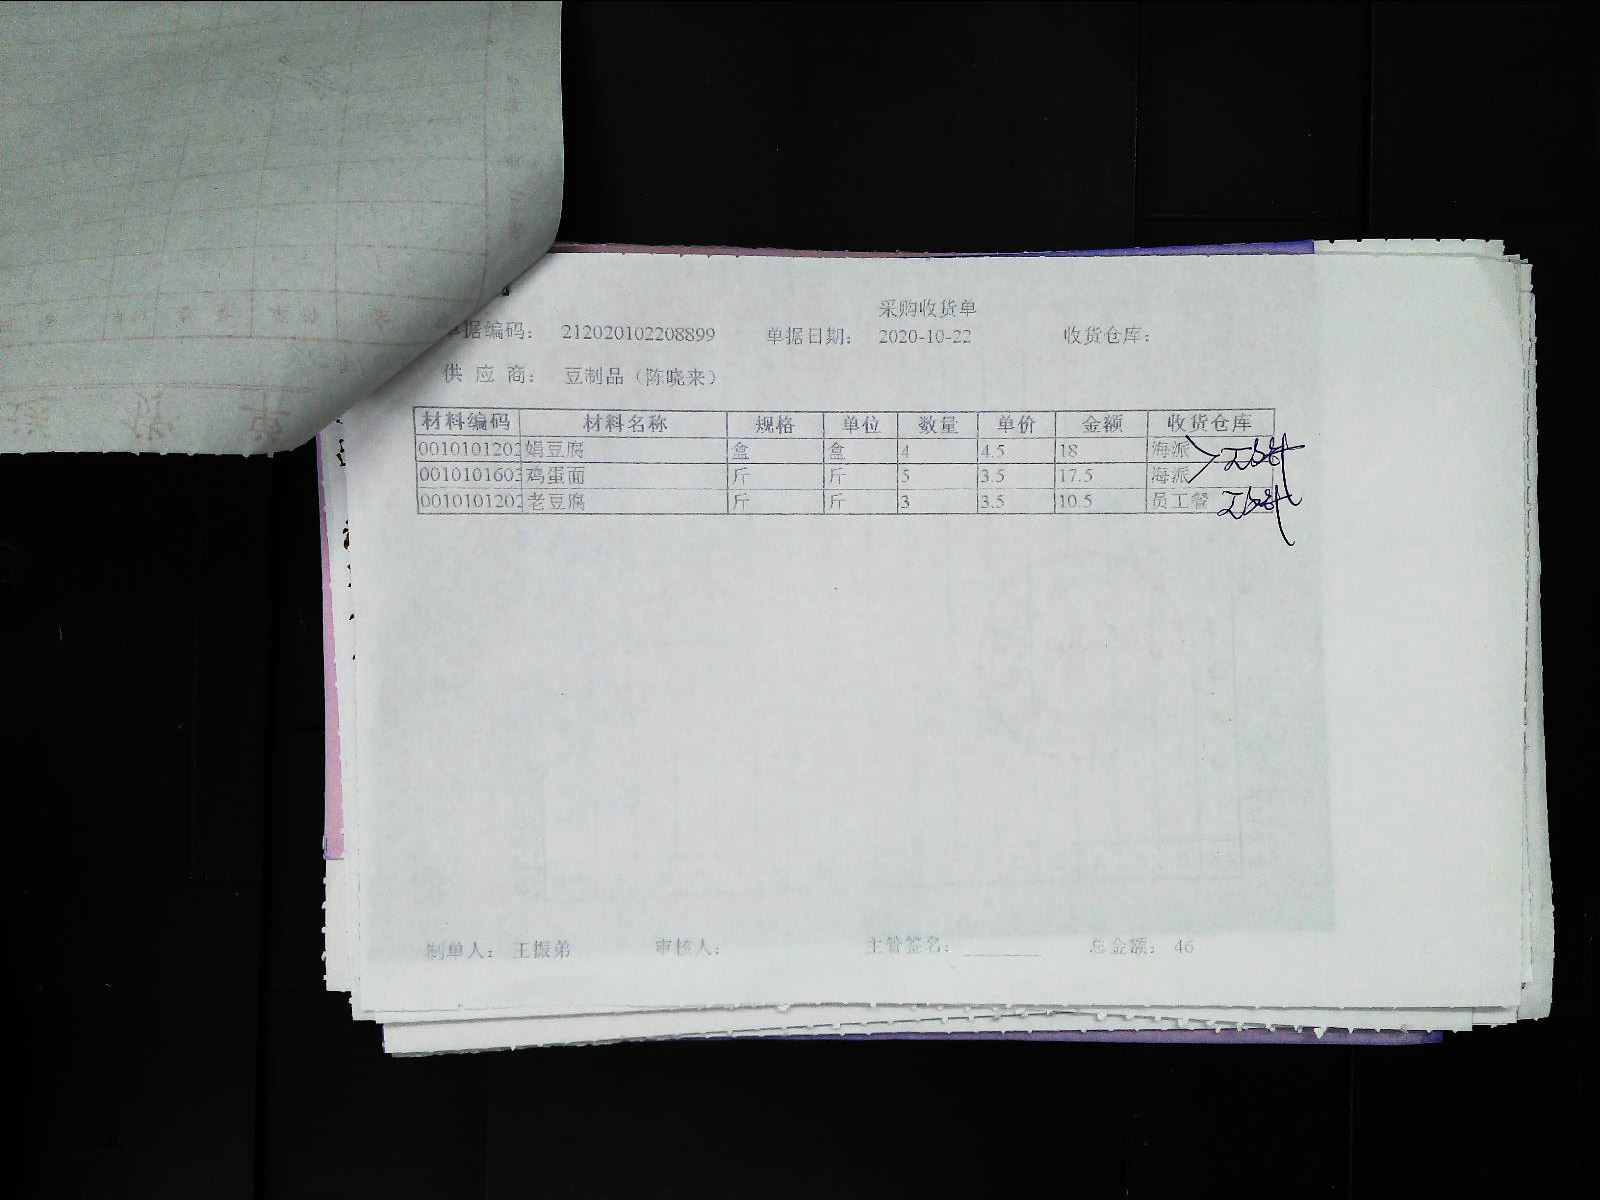 采购收货单
单据编码： 212020102208899 单据日期： 2020-10-22 收货仓库：
供 应 商： 豆制品（陈晓来）
材料编码 材料名称 规格 单位 数量 单价 金额 收货仓库
0010101202 娟豆腐 盒 盒 4 4.5 18 海派
0010101603 鸡蛋面 斤 斤 5 3.5 17.5 海派
0010101202 老豆腐 斤 斤 3 3.5 10.5 员工餐
制单人： 王振弟 审核人： 主管签名： 总金额： 46